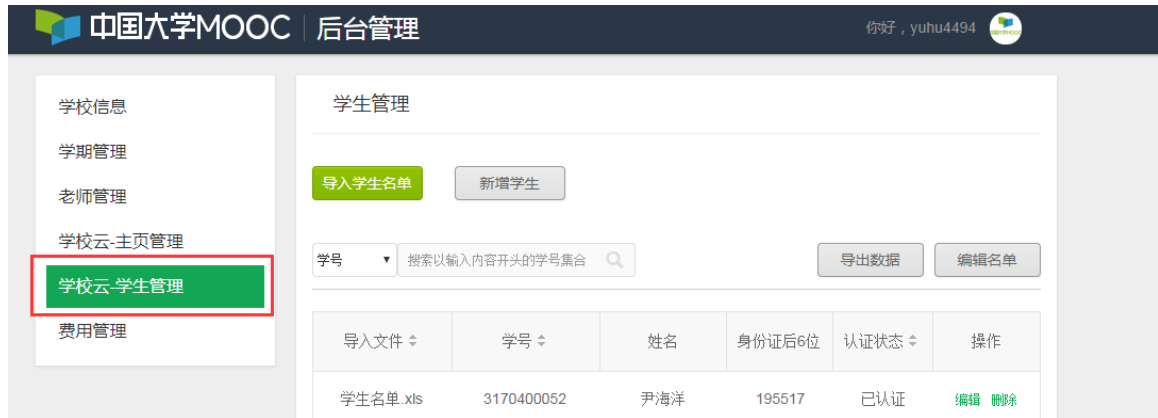 中国大学MOOC 后台管理 你好，yuhu4494
学校信息
学期管理
老师管理
学校云-主页管理
学校云-学生管理
费用管理
学生管理
导入学生名单 新增学生
学号 搜索以输入内容开头的学号集合 导出数据 编辑名单
导入文件 学号 姓名 身份证后6位 认证状态 操作
学生名单.xls 3170400052 尹海洋 195517 已认证 编辑 删除